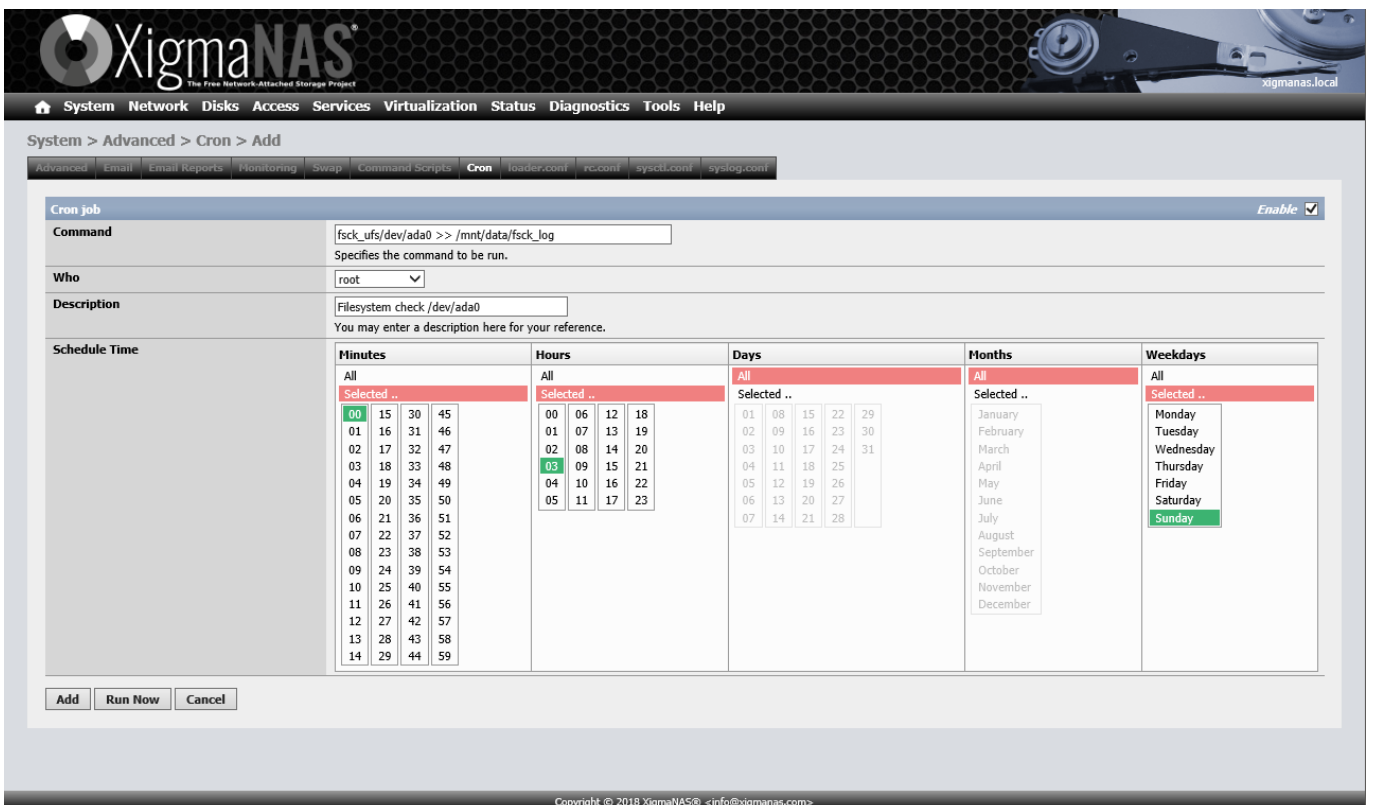 XigmaNAS®
The Free Network-Attached Storage Project
xigmanas.local
System Network Disks Access Services Virtualization Status Diagnostics Tools Help
System > Advanced > Cron > Add
Advanced Email Email Reports Monitoring Swap Command Scripts Cron loader.conf rc.conf sysctl.conf syslog.conf
Cron job Enable
Command fsck_ufs/dev/ada0 >> /mnt/data/fsck_log
Specifies the command to be run.
Who root
Description Filesystem check /dev/ada0
You may enter a description here for your reference.
Schedule Time Minutes Hours Days Months Weekdays
All All All All All
Selected .. Selected .. Selected .. Selected .. Selected ..
00 15 30 45 00 06 12 18 01 08 15 22 29 January Monday
01 16 31 46 01 07 13 19 02 09 16 23 30 February Tuesday
02 17 32 47 02 08 14 20 03 10 17 24 31 March Wednesday
03 18 33 48 03 09 15 21 04 11 18 25 April Thursday
04 19 34 49 04 10 16 22 05 12 19 26 May Friday
05 20 35 50 05 11 17 23 06 13 20 27 June Saturday
06 21 36 51 07 14 21 28 July Sunday
07 22 37 52 August
08 23 38 53 September
09 24 39 54 October
10 25 40 55 November
11 26 41 56 December
12 27 42 57
13 28 43 58
14 29 44 59
Add Run Now Cancel
Copyright © 2018 XigmaNAS® <info@xigmanas.com>